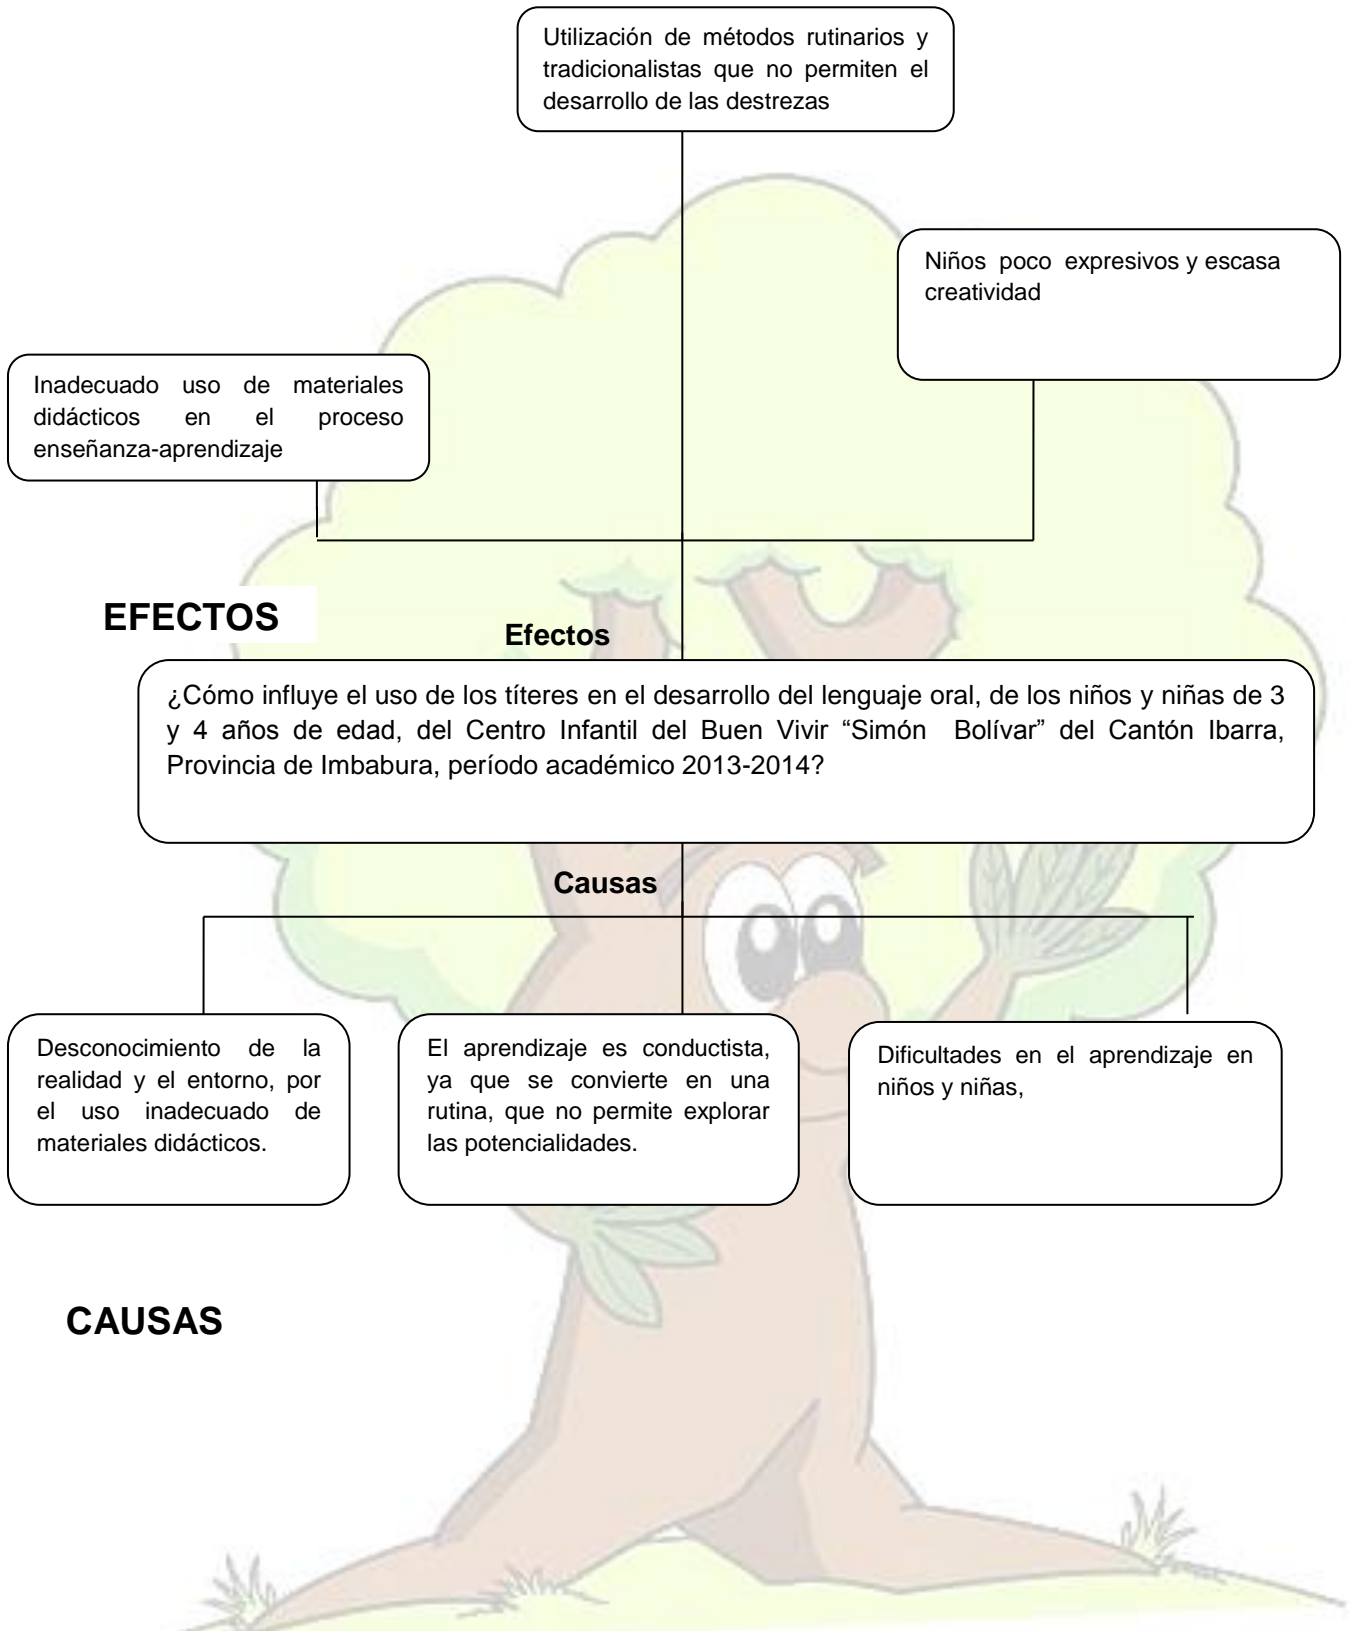 Utilización de métodos rutinarios y
tradicionalistas que no permiten el
desarrollo de las destrezas
Niños poco expresivos y escasa
creatividad
Inadecuado uso de materiales
didácticos en el proceso
enseñanza-aprendizaje
EFECTOS
Efectos
¿Cómo influye el uso de los títeres en el desarrollo del lenguaje oral, de los niños y niñas de 3
y 4 años de edad, del Centro Infantil del Buen Vivir “Simón Bolívar” del Cantón Ibarra,
Provincia de Imbabura, período académico 2013-2014?
Causas
Desconocimiento de la
realidad y el entorno, por
el uso inadecuado de
materiales didácticos.
El aprendizaje es conductista,
ya que se convierte en una
rutina, que no permite explorar
las potencialidades.
Dificultades en el aprendizaje en
niños y niñas,
CAUSAS